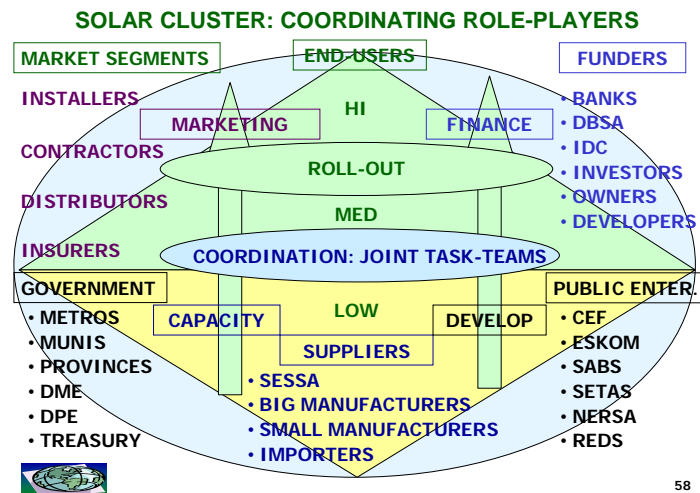 SOLAR CLUSTER: COORDINATING ROLE-PLAYERS
MARKET SEGMENTS
END-USERS
FUNDERS
INSTALLERS
CONTRACTORS
DISTRIBUTORS
INSURERS
HI
MARKETING
FINANCE
ROLL-OUT
MED
COORDINATION: JOINT TASK-TEAMS
• BANKS
• DBSA
• IDC
• INVESTORS
• OWNERS
• DEVELOPERS
GOVERNMENT
• METROS
• MUNIS
• PROVINCES
• DME
• DPE
• TREASURY
LOW
CAPACITY
DEVELOP
SUPPLIERS
• SESSA
• BIG MANUFACTURERS
• SMALL MANUFACTURERS
• IMPORTERS
PUBLIC ENTER.
• CEF
• ESKOM
• SABS
• SETAS
• NERSA
• REDS
58